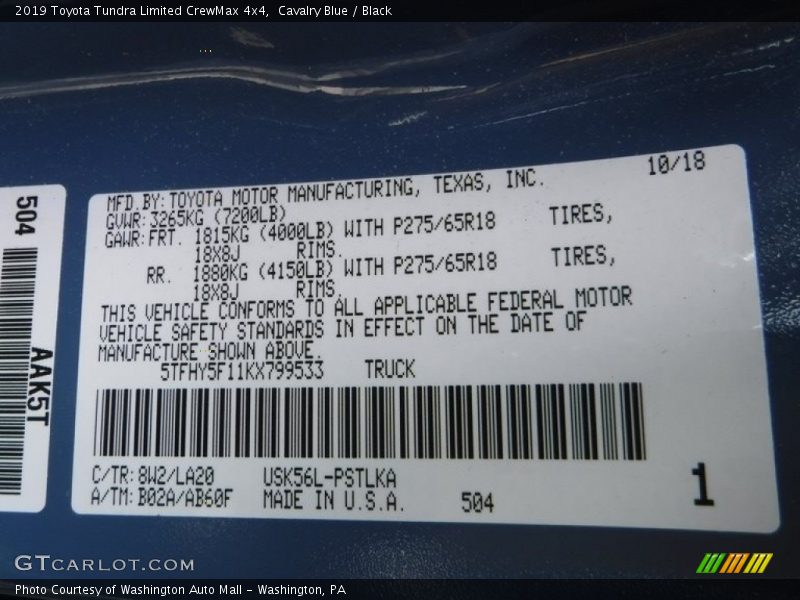 2019 Toyota Tundra Limited CrewMax 4x4, Cavalry Blue / Black
504
AAK5T
10/18
MFD.BY:TOYOTA MOTOR MANUFACTURING, TEXAS, INC.
GVWR:3265KG (7200LB)
GAWR:FRT. 1815KG (4000LB) WITH P275/65R18 TIRES,
18X8J RIMS.
RR. 1880KG (4150LB) WITH P275/65R18 TIRES,
18X8J RIMS.
THIS VEHICLE CONFORMS TO ALL APPLICABLE FEDERAL MOTOR
VEHICLE SAFETY STANDARDS IN EFFECT ON THE DATE OF
MANUFACTURE SHOWN ABOVE.
5TFHY5F11KX799533 TRUCK
C/TR:8W2/LA20 USK56L-PSTLKA
A/TM:B02A/AB60F MADE IN U.S.A. 504
1
GTCARLOT.COM
Photo Courtesy of Washington Auto Mall - Washington, PA